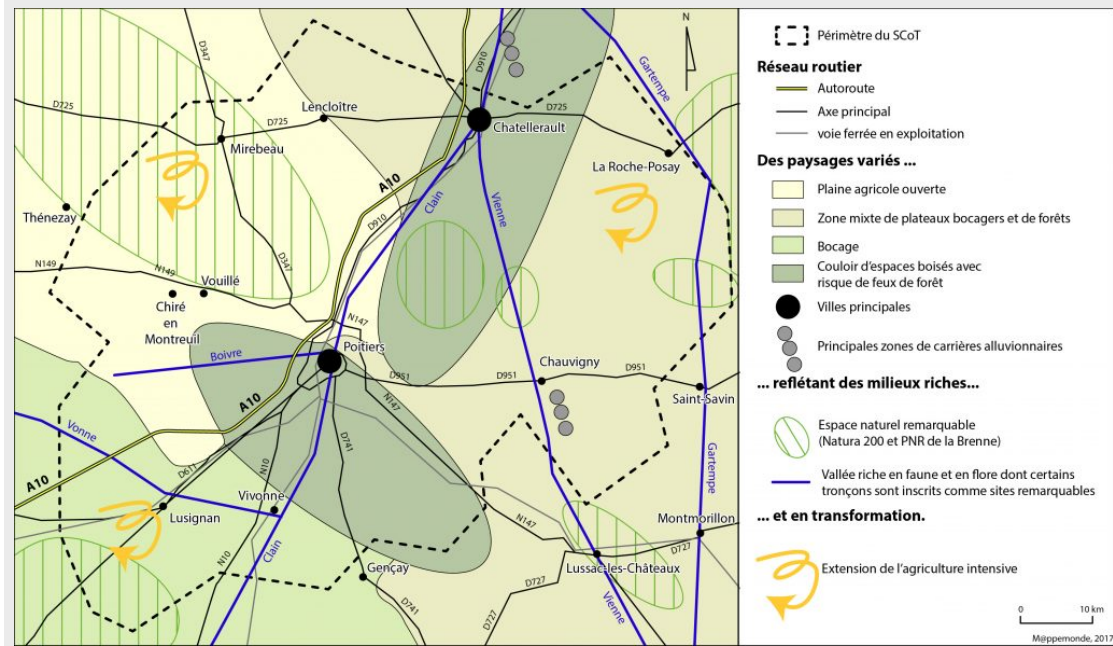 N
D347
D910
Gartempe
D725
Lencloître
D725
D725
Chatellerault
Mirebeau
La Roche-Posay
A10
Clain
Vienne
D910
Thénezay
D347
N149
N149
Vouillé
Chiré
en
Montreuil
N147
Boivre
Poitiers
Chauvigny
D951
D951
D951
Saint-Savin
A10
N147
Vonne
D611
N10
D741
Gartempe
A10
Vivonne
Lusignan
Montmorillon
N147
Clain
D727
N10
Gençay
Lussac-les-Châteaux
D727
D741
Vienne
Périmètre du SCoT
Réseau routier
Autoroute
Axe principal
voie ferrée en exploitation
Des paysages variés ...
Plaine agricole ouverte
Zone mixte de plateaux bocagers et de forêts
Bocage
Couloir d'espaces boisés avec
risque de feux de forêt
Villes principales
Principales zones de carrières alluvionnaires
... reflétant des milieux riches...
Espace naturel remarquable
(Natura 200 et PNR de la Brenne)
Vallée riche en faune et en flore dont certains
tronçons sont inscrits comme sites remarquables
... et en transformation.
Extension de l'agriculture intensive
0 10 km
M@ppemonde, 2017